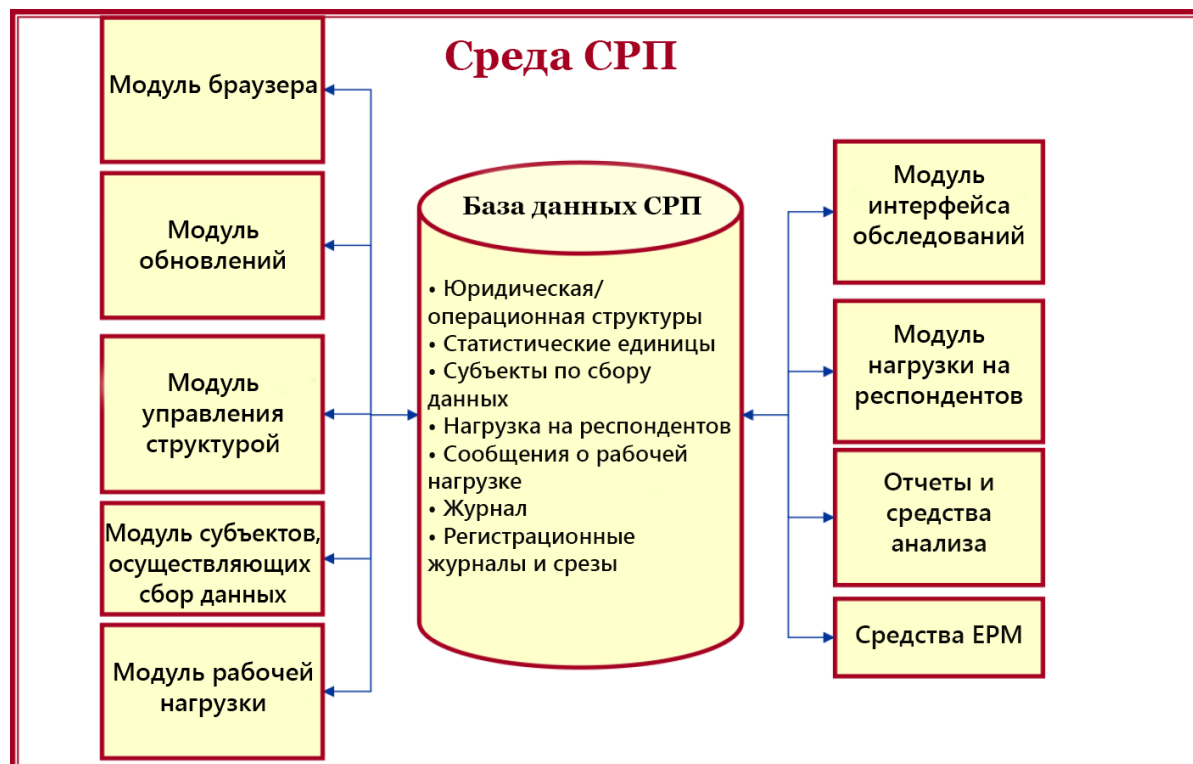 Среда СРП
Модуль браузера
Модуль
обновлений
Модуль
управления
структурой
Модуль субъектов,
осуществляющих
сбор данных
Модуль рабочей
нагрузки
База данных СРП
• Юридическая/
операционная структуры
• Статистические единицы
• Субъекты по сбору
данных
• Нагрузка на респондентов
• Сообщения о рабочей
нагрузке
• Журнал
• Регистрационные
журналы и срезы
Модуль
интерфейса
обследований
Модуль
нагрузки на
респондентов
Отчеты и
средства
анализа
Средства ЕРМ